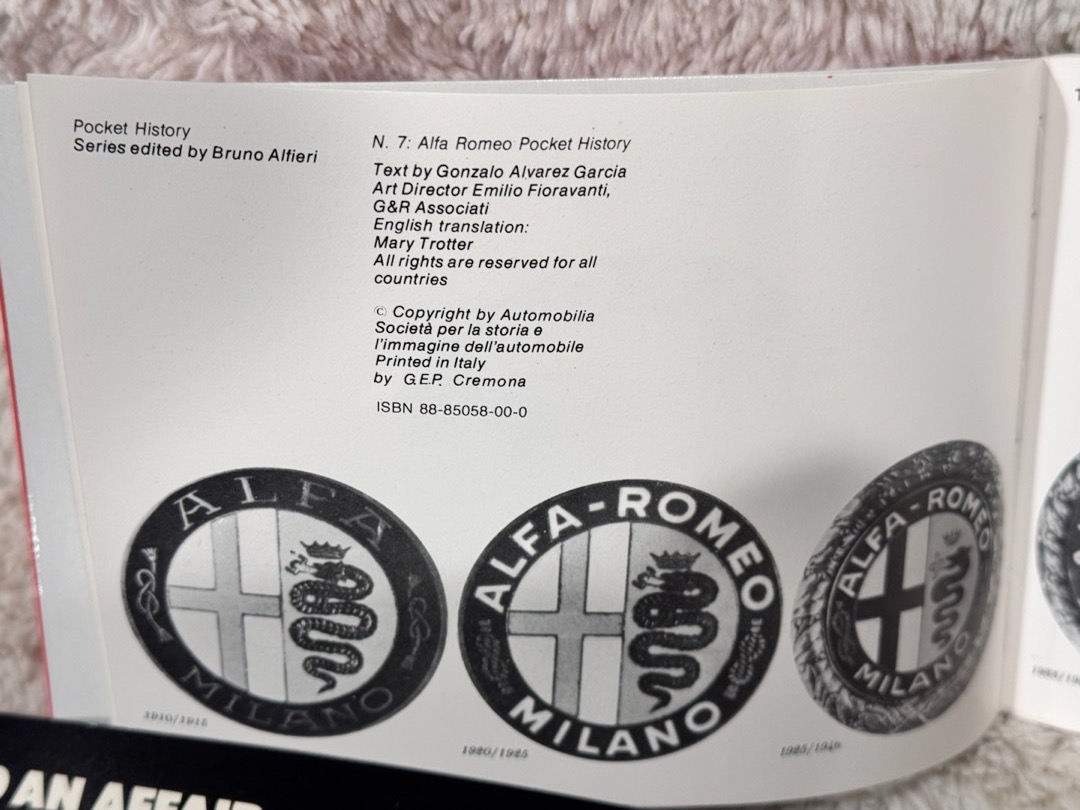 Pocket History
Series edited by Bruno Alfieri
N. 7: Alfa Romeo Pocket History
Text by Gonzalo Alvarez Garcia
Art Director Emilio Fioravanti,
G&R Associati
English translation:
Mary Trotter
All rights are reserved for all
countries
© Copyright by Automobilia
Società per la storia e
l'immagine dell'automobile
Printed in Italy
by G.E.P. Cremona
ISBN 88-85058-00-0
ALFA
MILANO
1910/1915
ALFA-ROMEO
MILANO
1920/1925
ALFA-ROMEO
MILANO
1925/1946
AN AFFAIR